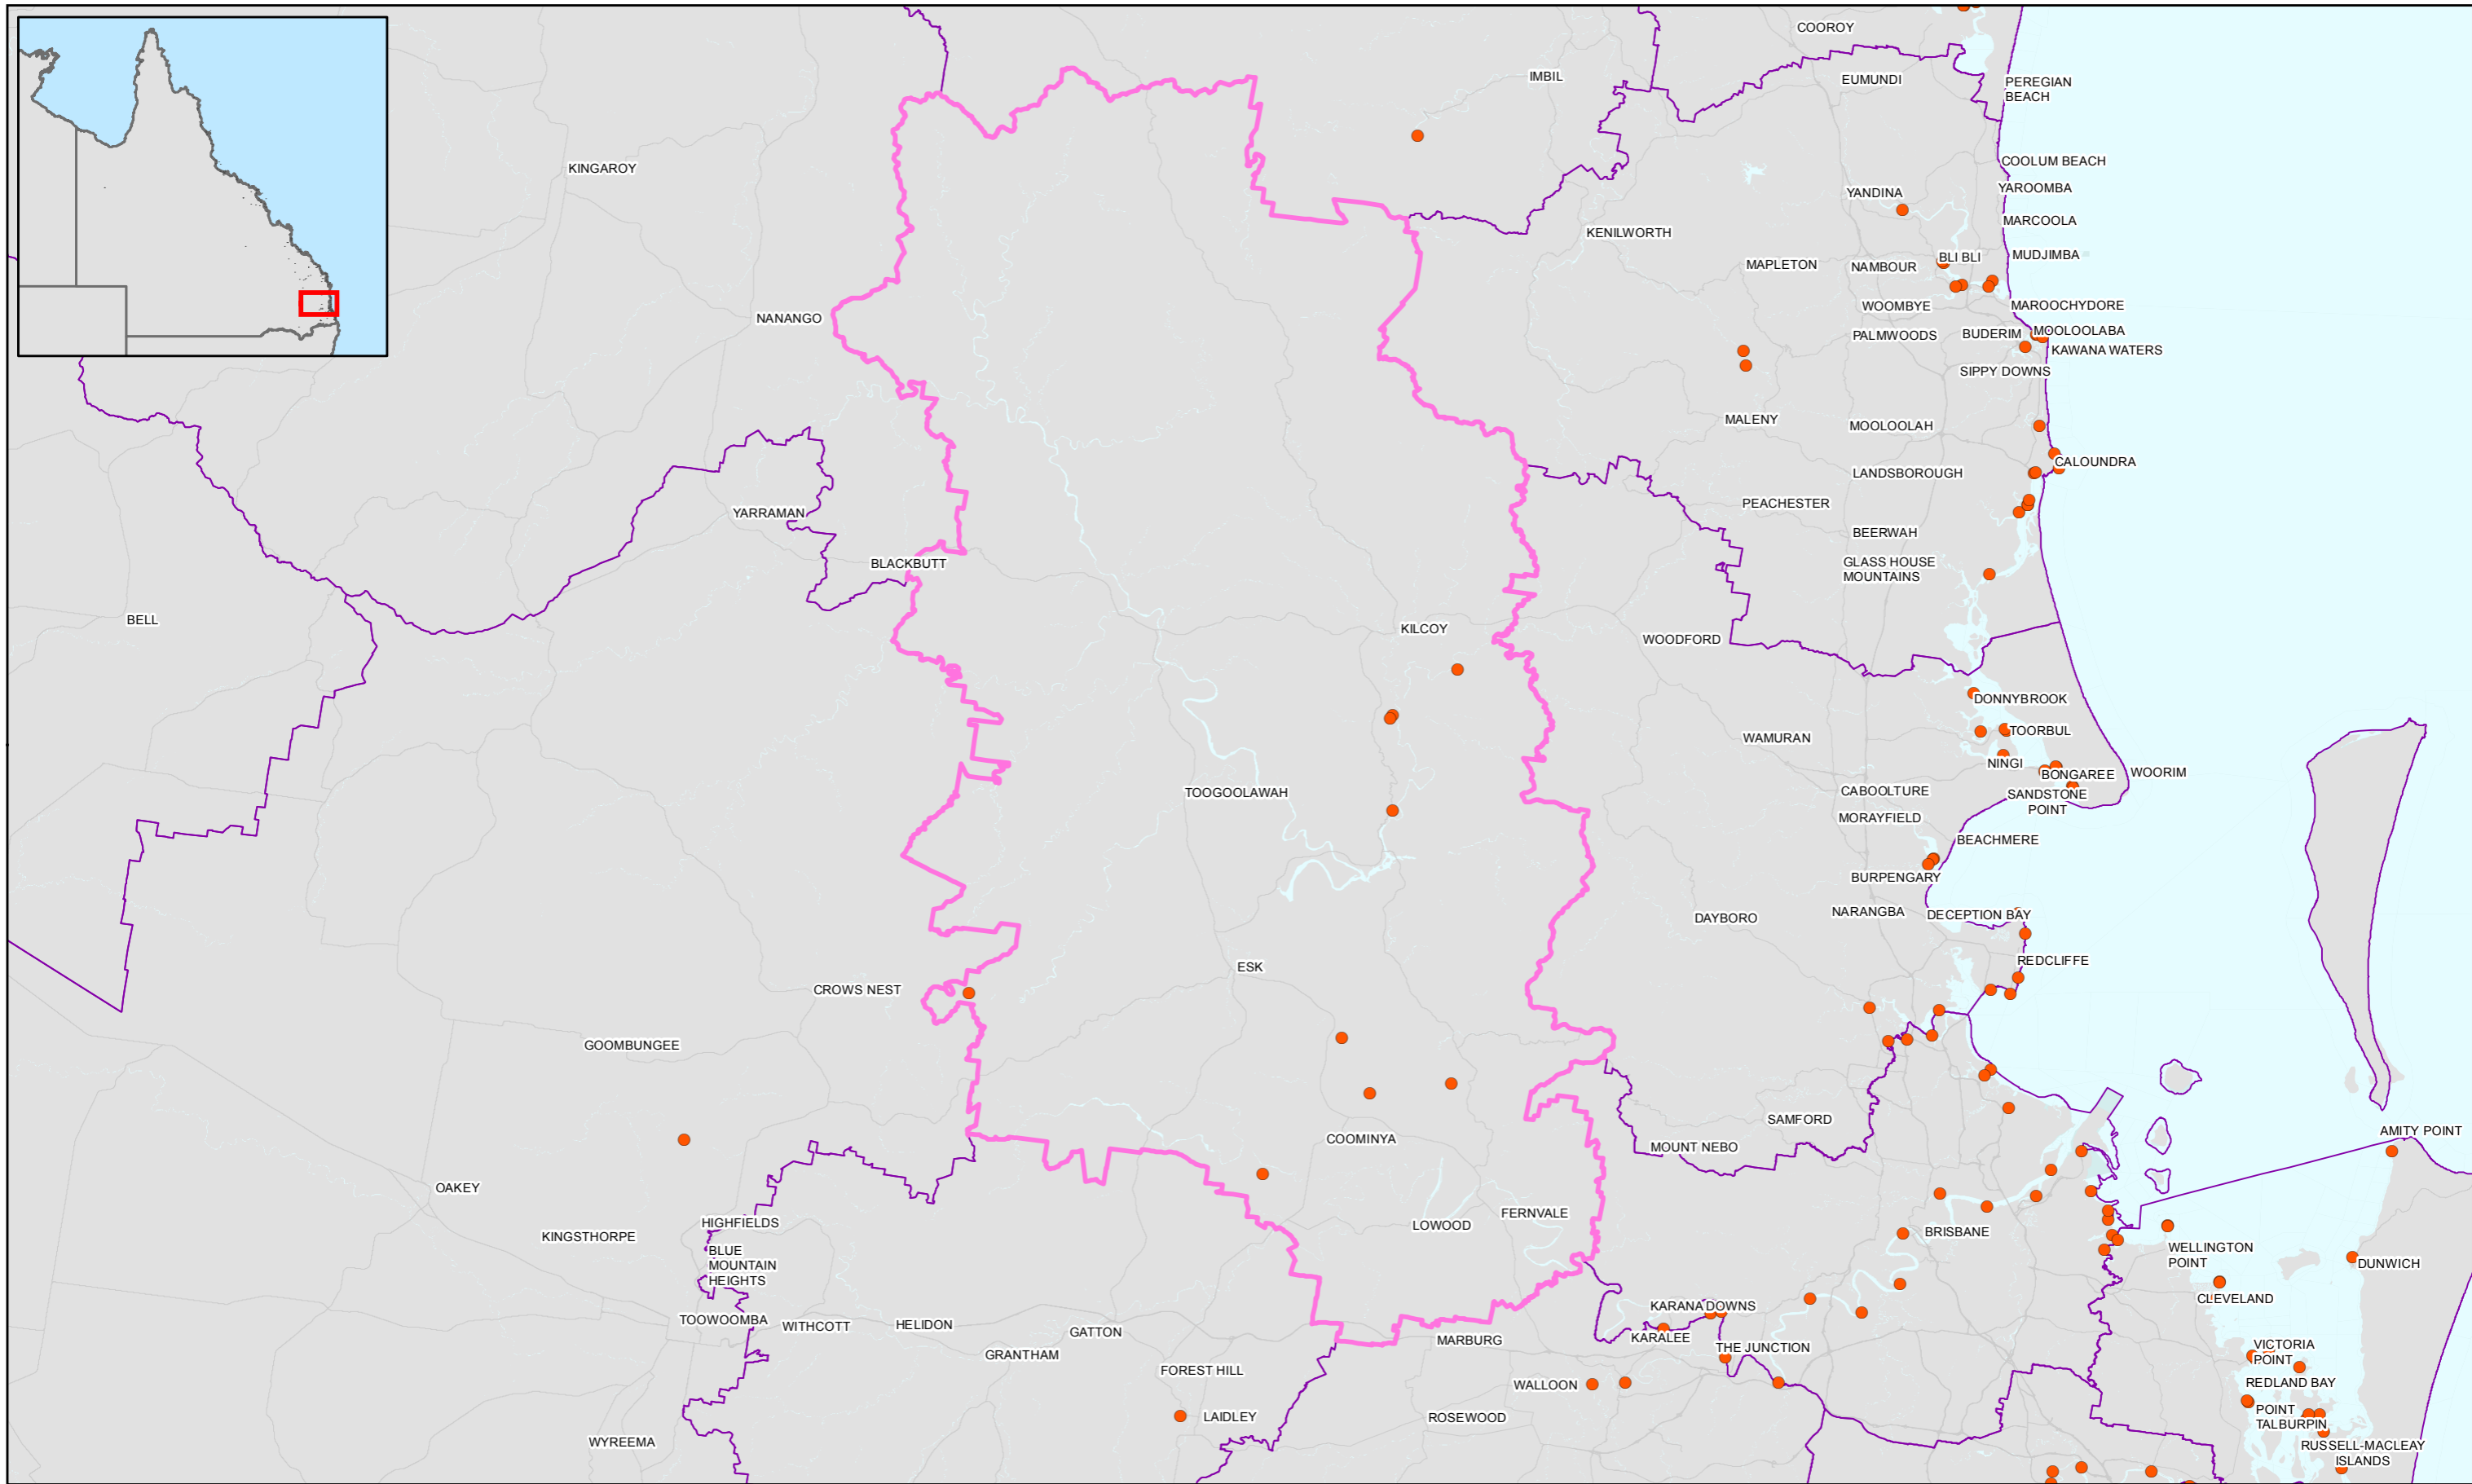 COOROY
IMBIL
EUMUNDI
PEREGIAN
BEACH
KINGAROY
COOLUM BEACH
YANDINA
YAROOMBA
MARCOOLA
KENILWORTH
MAPLETON
NAMBOUR
BLI BLI
MUDJIMBA
WOOMBYE
MAROOCHYDORE
NANANGO
PALMWOODS
BUDERIM
MOOLOOLABA
KAWANA WATERS
SIPPY DOWNS
MALENY
MOOLOOLAH
CALOUNDRA
LANDSBOROUGH
PEACHESTER
YARRAMAN
BEERWAH
BLACKBUTT
GLASS HOUSE
MOUNTAINS
BELL
KILCOY
WOODFORD
DONNYBROOK
TOORBUL
WAMURAN
NINGI
BONGAREE
WOORIM
TOOGOOLAWAH
CABOOLTURE
SANDSTONE
POINT
MORAYFIELD
BEACHMERE
BURPENGARY
NARANGBA
DECEPTION BAY
DAYBORO
REDCLIFFE
ESK
CROWS NEST
GOOMBUNGEE
SAMFORD
COOMINYA
MOUNT NEBO
AMITY POINT
OAKEY
HIGHFIELDS
LOWOOD
FERNVALE
KINGSTHORPE
BRISBANE
BLUE
MOUNTAIN
HEIGHTS
WELLINGTON
POINT
DUNWICH
CLEVELAND
KARANA DOWNS
TOOWOOMBA
WITHCOTT
HELIDON
GATTON
MARBURG
KARALEE
THE JUNCTION
GRANTHAM
VICTORIA
POINT
FOREST HILL
WALLOON
REDLAND BAY
LAIDLEY
ROSEWOOD
POINT
TALBURPIN
WYREEMA
RUSSELL-MACLEAY
ISLANDS